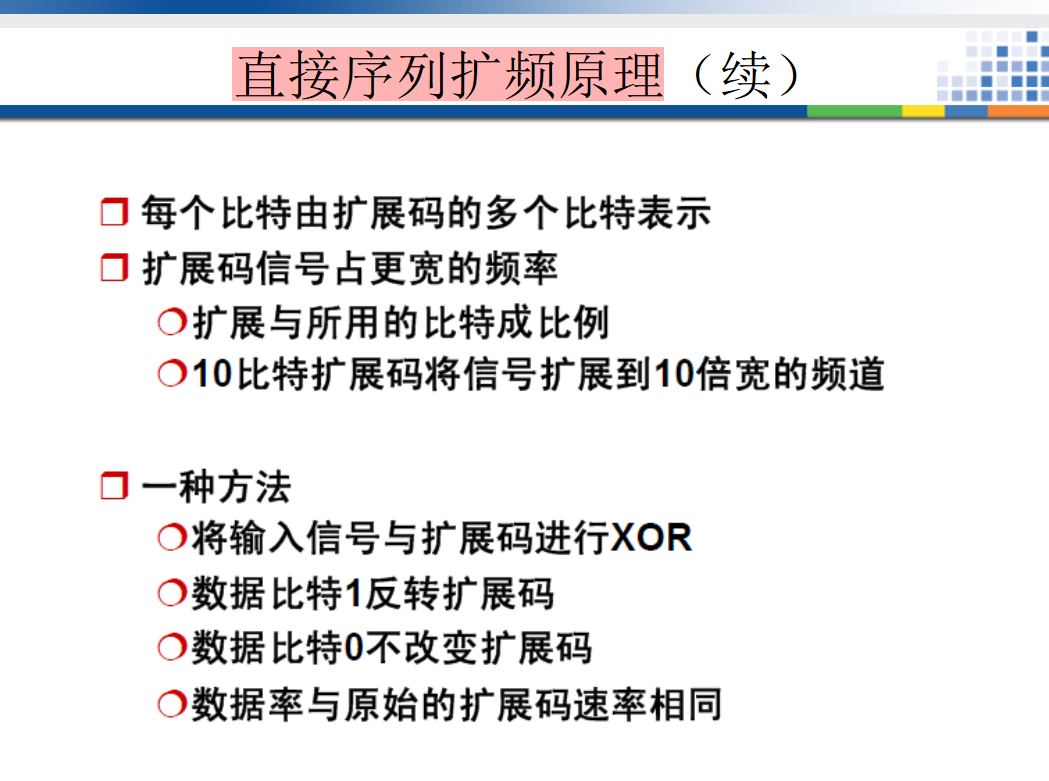 直接序列扩频原理（续）
每个比特由扩展码的多个比特表示
扩展码信号占更宽的频率
扩展与所用的比特成比例
10比特扩展码将信号扩展到10倍宽的频道
一种方法
将输入信号与扩展码进行XOR
数据比特1反转扩展码
数据比特0不改变扩展码
数据率与原始的扩展码速率相同